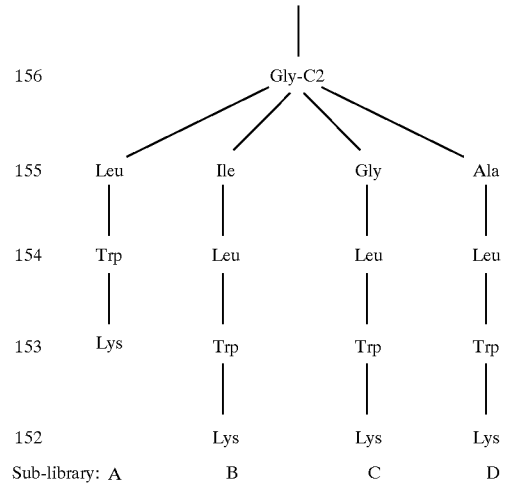 156 Gly-C2
155 Leu Ile Gly Ala
154 Trp Leu Leu Leu
153 Lys Trp Trp Trp
152 Lys Lys Lys
Sub-library: A B C D